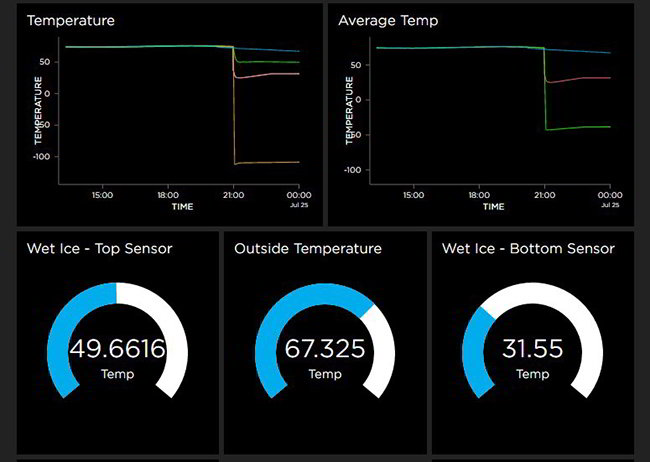 Temperature
Average Temp
50
0
-50
-100
TEMPERATURE
15:00
18:00
21:00
00:00
TIME
Jul 25
50
0
-50
-100
TEMPERATURE
15:00
18:00
21:00
00:00
TIME
Jul 25
Wet Ice - Top Sensor
Outside Temperature
Wet Ice - Bottom Sensor
49.6616
67.325
31.55
Temp
Temp
Temp